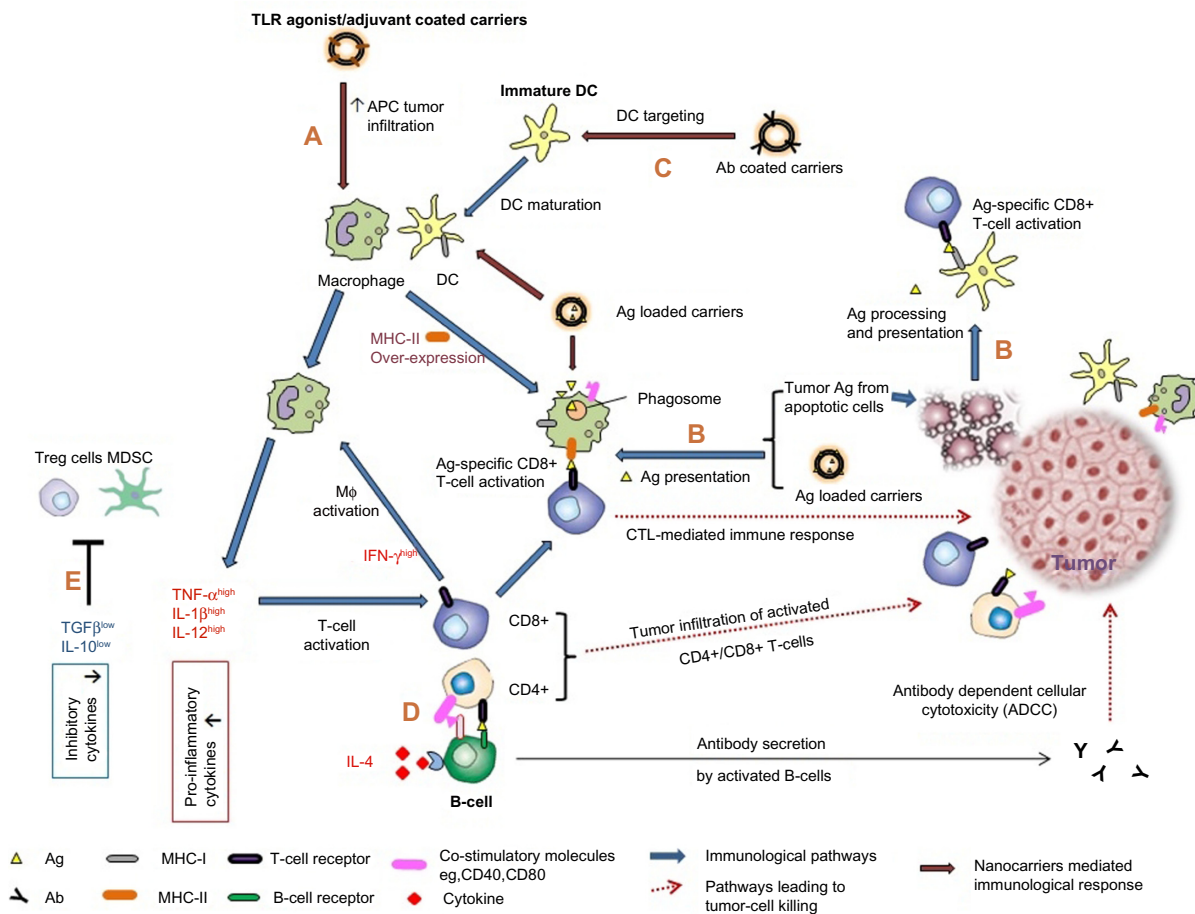 TLR agonist/adjuvant coated carriers
↑ APC tumor
infiltration
A
Immature DC
DC targeting
C
Ab coated carriers
DC maturation
Ag-specific CD8+
T-cell activation
Macrophage
DC
Ag loaded carriers
Ag processing
and presentation
B
MHC-II
Over-expression
Tumor Ag from
apoptotic cells
Phagosome
B
Ag-specific CD8+
T-cell activation
Ag presentation
Ag loaded carriers
Treg cells MDSC
Mϕ
activation
CTL-mediated immune response
Tumor
IFN-γhigh
E
TNF-αhigh
IL-1βhigh
IL-12high
T-cell
activation
TGFβlow
IL-10low
CD8+
CD4+
Tumor infiltration of activated
CD4+/CD8+ T-cells
Inhibitory
cytokines
↓
Pro-inflammatory
cytokines
↑
D
Antibody dependent cellular
cytotoxicity (ADCC)
IL-4
B-cell
Antibody secretion
by activated B-cells
Ag
MHC-I
T-cell receptor
Co-stimulatory molecules
eg,CD40,CD80
Immunological pathways
Nanocarriers mediated
immunological response
Ab
MHC-II
B-cell receptor
Cytokine
Pathways leading to
tumor-cell killing